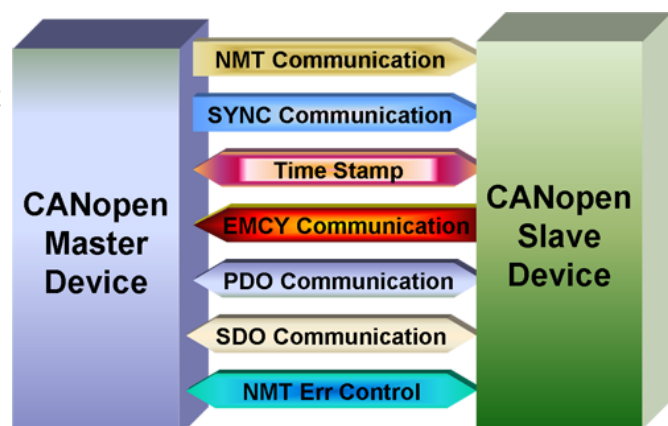 CANopen
Master
Device
NMT Communication
SYNC Communication
Time Stamp
EMCY Communication
PDO Communication
SDO Communication
NMT Err Control
CANopen
Slave
Device